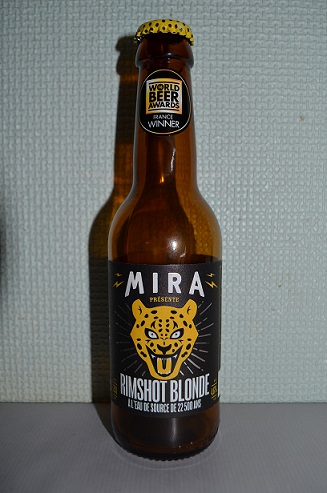 WORLD
BEER
AWARDS
FRANCE
WINNER
MIRA
PRÉSENTE
RIMSHOT BLONDE
À L'EAU DE SOURCE DE 22 500 ANS